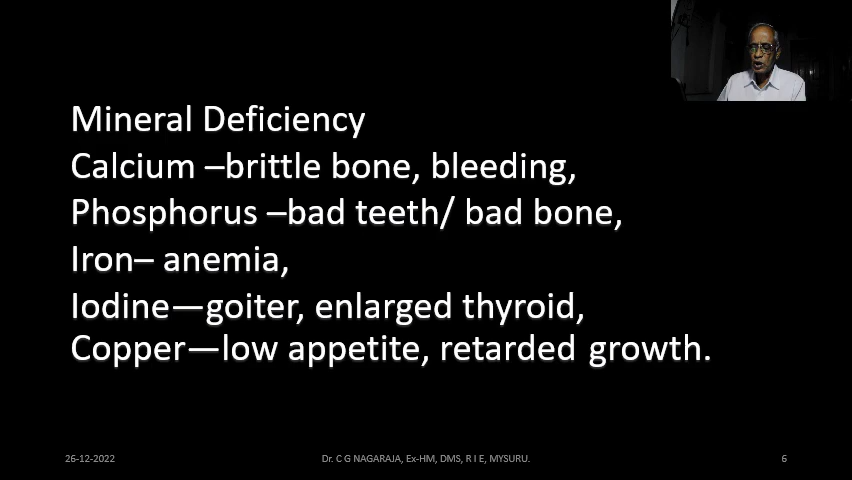 Mineral Deficiency
Calcium –brittle bone, bleeding,
Phosphorus –bad teeth/ bad bone,
Iron– anemia,
Iodine—goiter, enlarged thyroid,
Copper—low appetite, retarded growth.
26-12-2022 Dr. C G NAGARAJA, Ex-HM, DMS, R I E, MYSURU. 6